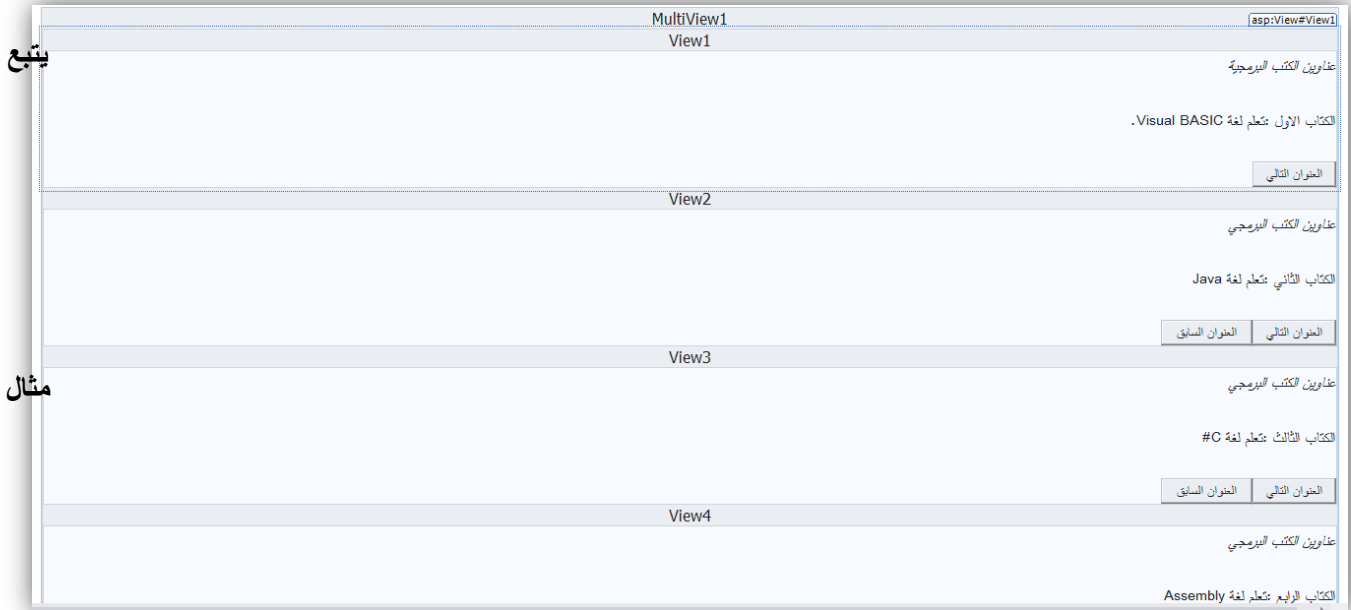 MultiView1
asp:View#View1
View1
يتبع
عناوين الكتب البرمجية
الكتاب الاول :تعلم لغة Visual BASIC.
العنوان التالي
View2
عناوين الكتب البرمجي
الكتاب الثاني :تعلم لغة Java
العنوان التالي العنوان السابق
View3
مثال
عناوين الكتب البرمجي
الكتاب الثالث :تعلم لغة C#
العنوان التالي العنوان السابق
View4
عناوين الكتب البرمجي
الكتاب الرابع :تعلم لغة Assembly